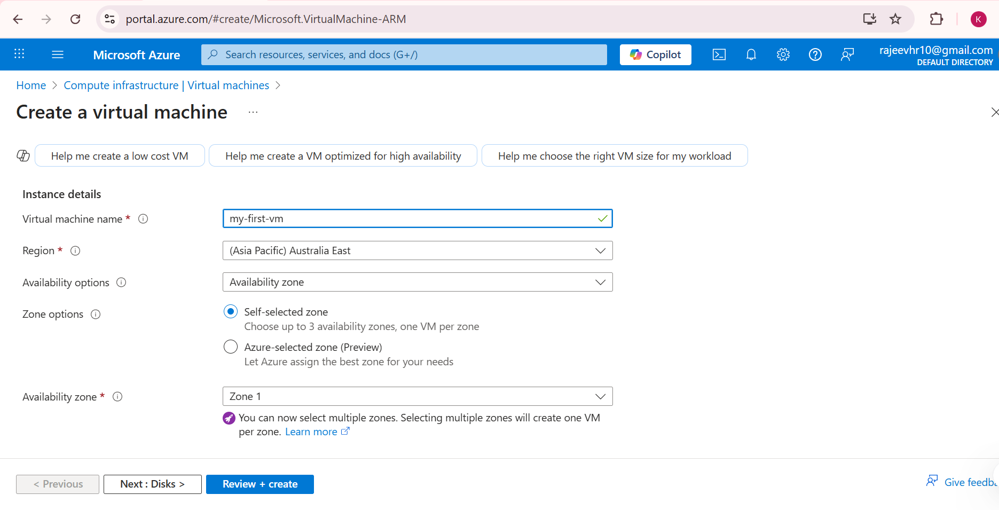 portal.azure.com/#create/Microsoft.VirtualMachine-ARM
K
Microsoft Azure
Search resources, services, and docs (G+/)
Copilot
rajeevhr10@gmail.com
DEFAULT DIRECTORY
Home > Compute infrastructure | Virtual machines >
Create a virtual machine ...
Help me create a low cost VM
Help me create a VM optimized for high availability
Help me choose the right VM size for my workload
Instance details
Virtual machine name *
my-first-vm
Region *
(Asia Pacific) Australia East
Availability options
Availability zone
Zone options
Self-selected zone
Choose up to 3 availability zones, one VM per zone
Azure-selected zone (Preview)
Let Azure assign the best zone for your needs
Availability zone *
Zone 1
You can now select multiple zones. Selecting multiple zones will create one VM
per zone. Learn more
< Previous
Next : Disks >
Review + create
Give feedba